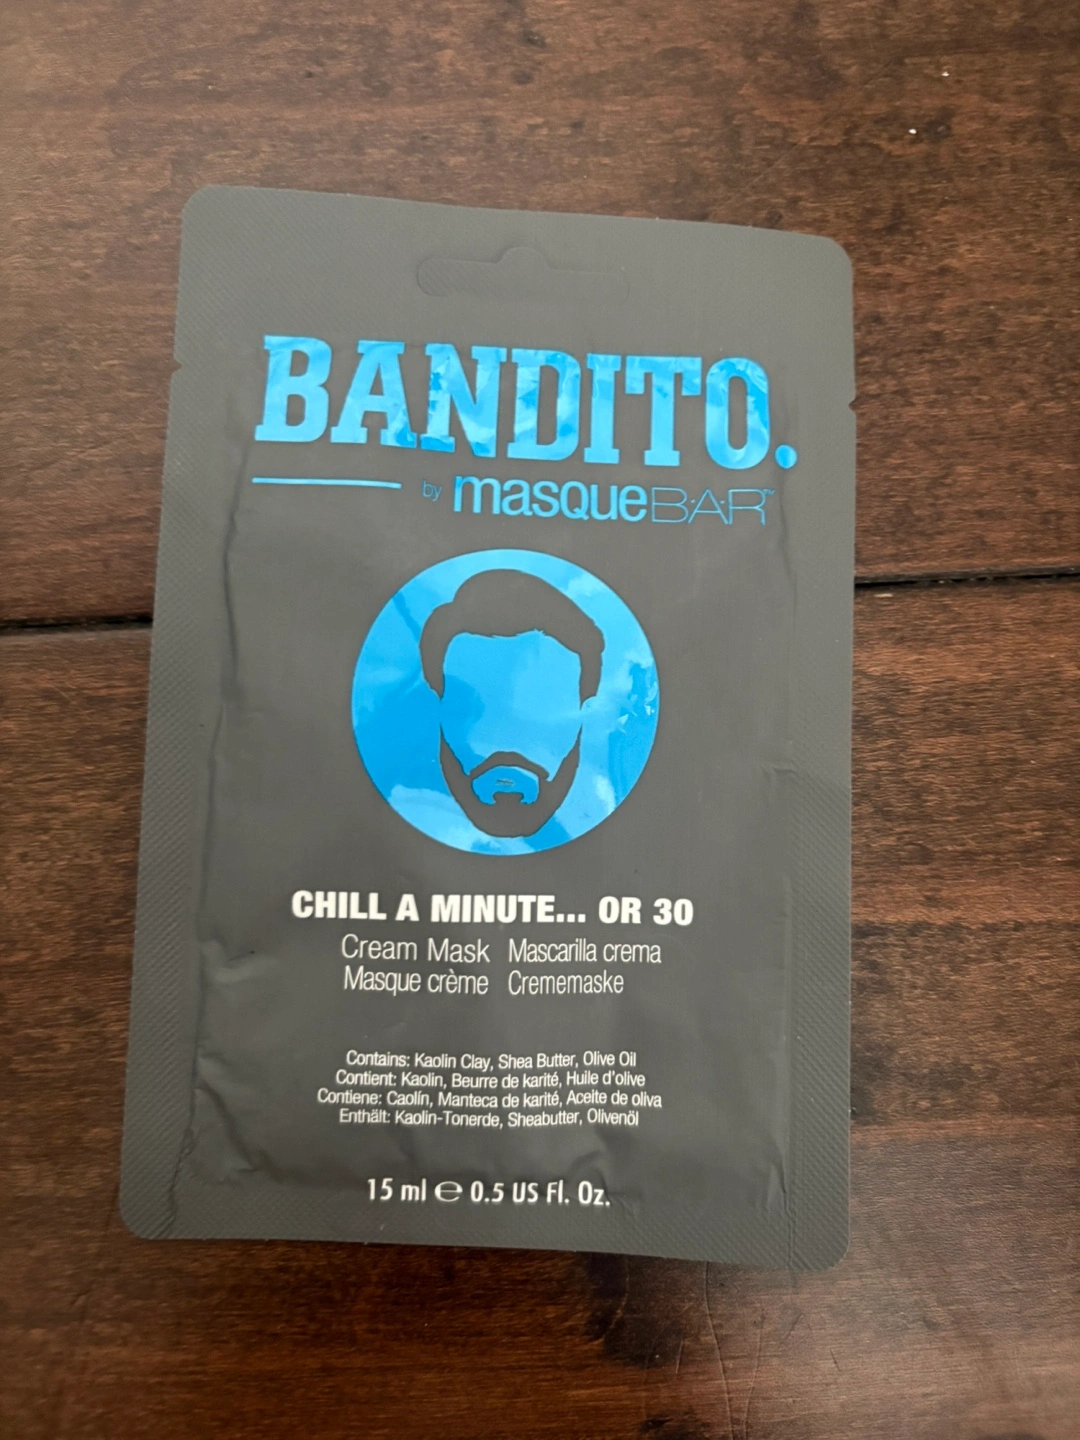 BANDITO.
by masqueBAR™
CHILL A MINUTE... OR 30
Cream Mask Mascarilla crema
Masque crème Crememaske
Contains: Kaolin Clay, Shea Butter, Olive Oil
Contient: Kaolin, Beurre de karité, Huile d'olive
Contiene: Caolín, Manteca de karité, Aceite de oliva
Enthält: Kaolin-Tonerde, Sheabutter, Olivenöl
15 ml ℮ 0.5 US Fl. Oz.